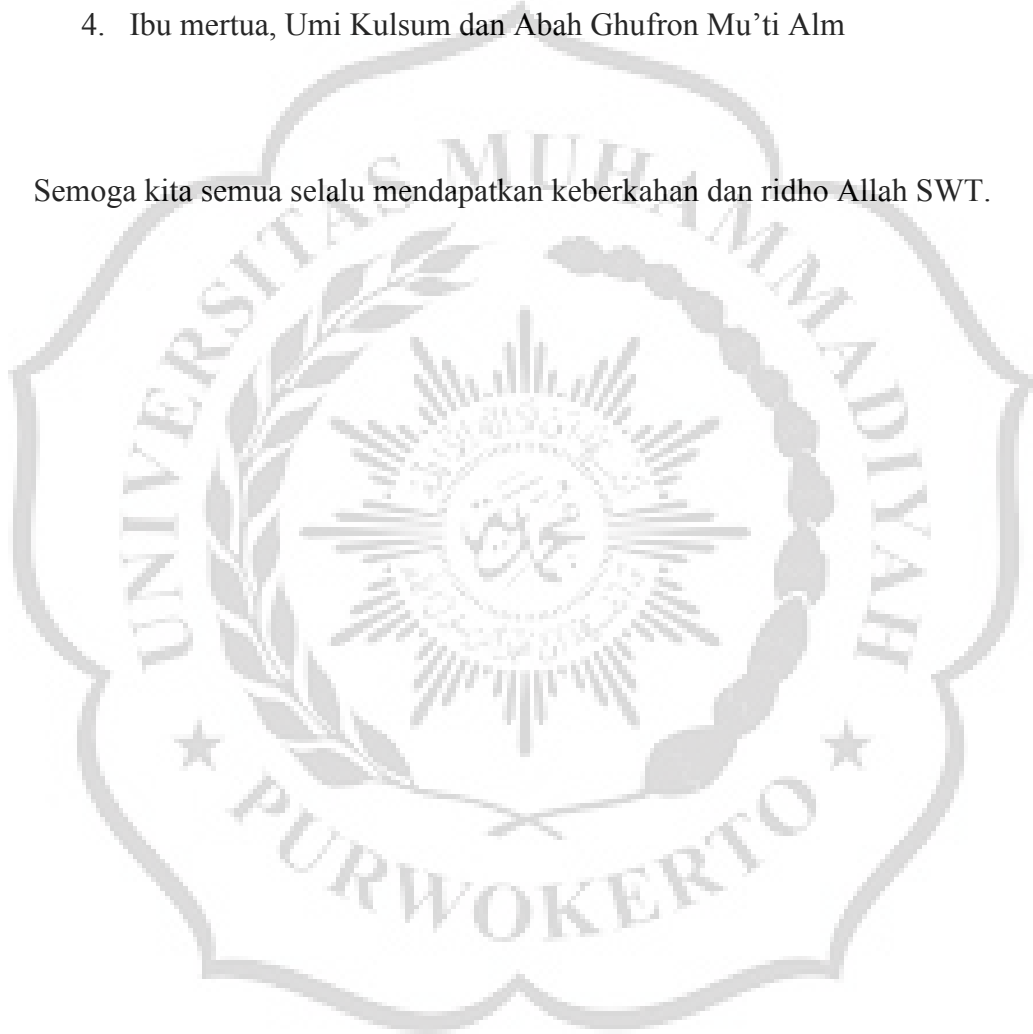 4. Ibu mertua, Umi Kulsum dan Abah Ghufron Mu’ti Alm
Semoga kita semua selalu mendapatkan keberkahan dan ridho Allah SWT.
UNIVERSITAS MUHAMMADIYAH
PURWOKERTO